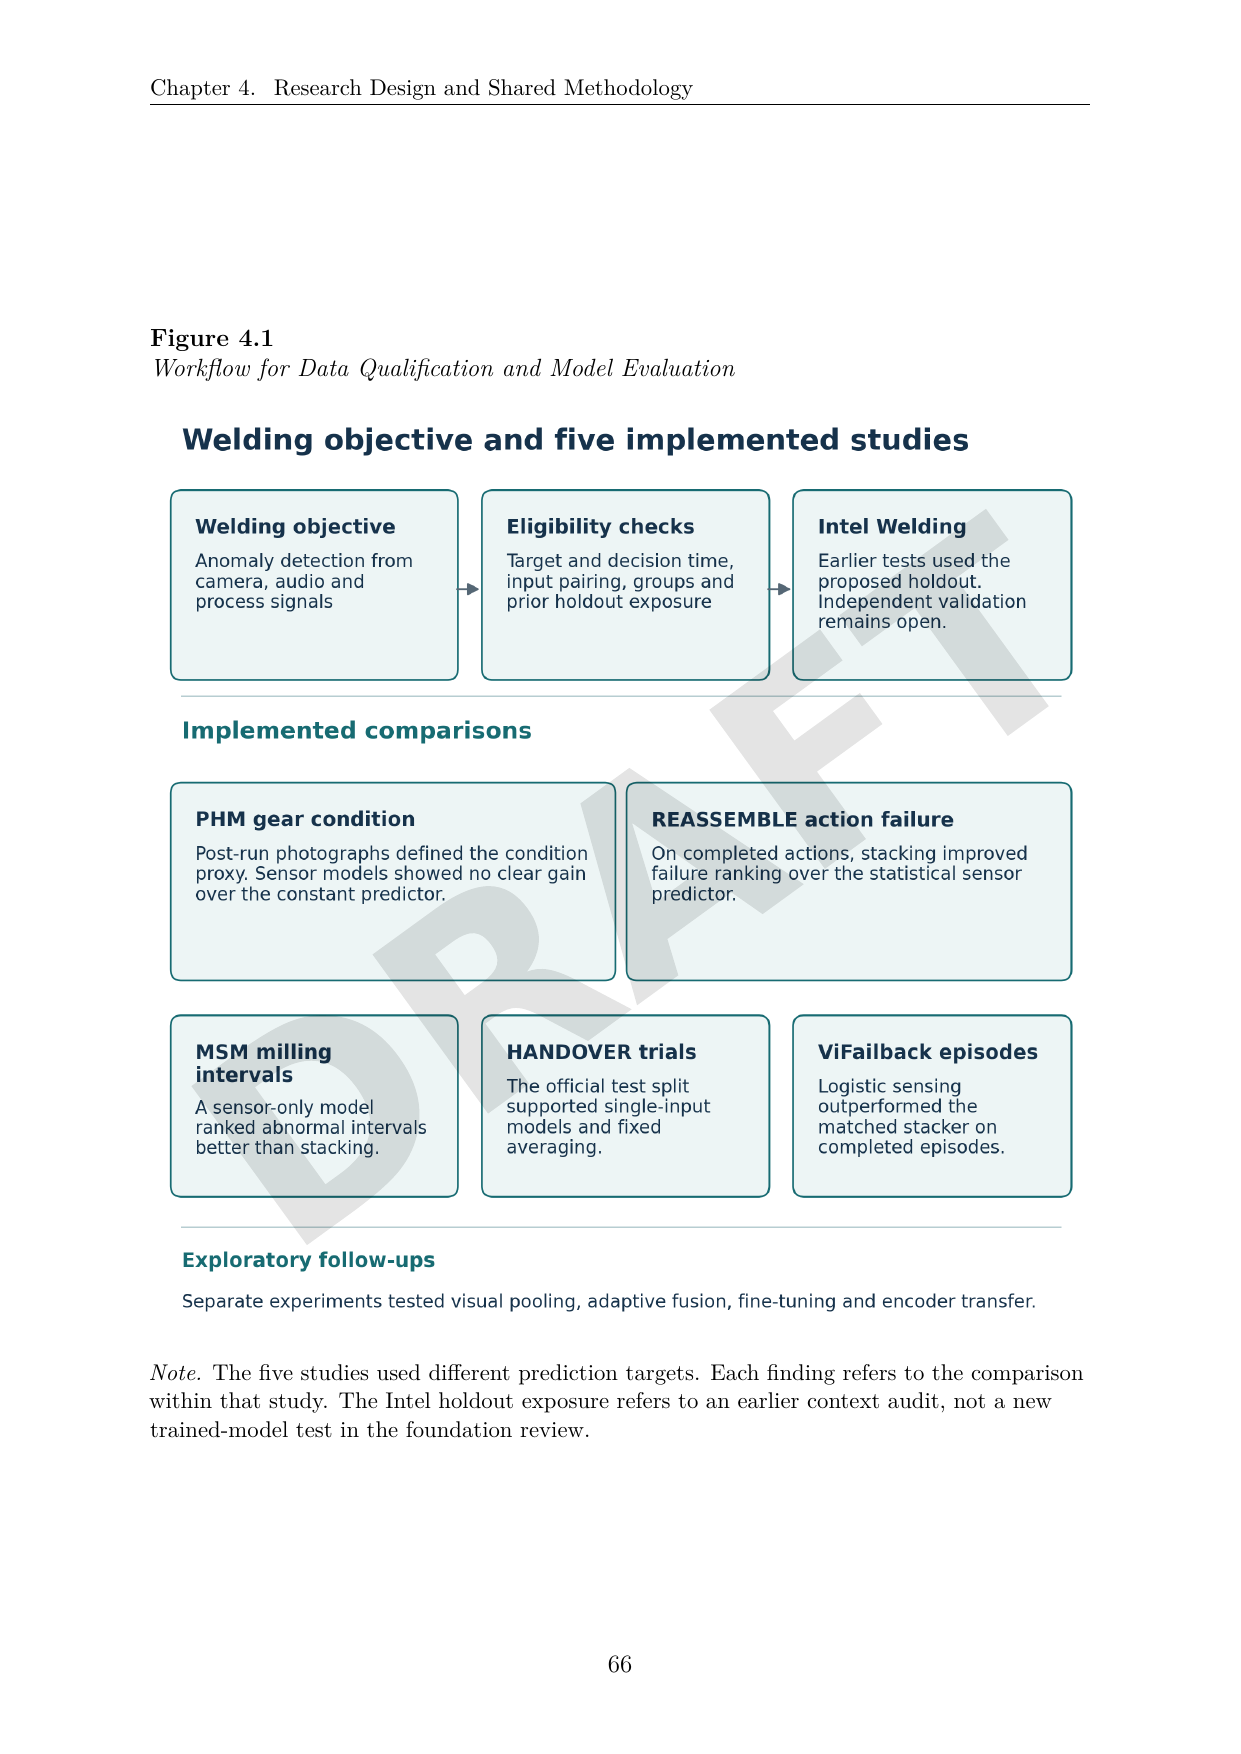 Chapter 4. Research Design and Shared Methodology
Figure 4.1
Workflow for Data Qualification and Model Evaluation
Welding objective and five implemented studies
Welding objective
Anomaly detection from
camera, audio and
process signals
Eligibility checks
Target and decision time,
input pairing, groups and
prior holdout exposure
Intel Welding
Earlier tests used the
proposed holdout.
Independent validation
remains open.
Implemented comparisons
PHM gear condition
Post-run photographs defined the condition
proxy. Sensor models showed no clear gain
over the constant predictor.
REASSEMBLE action failure
On completed actions, stacking improved
failure ranking over the statistical sensor
predictor.
MSM milling
intervals
A sensor-only model
ranked abnormal intervals
better than stacking.
HANDOVER trials
The official test split
supported single-input
models and fixed
averaging.
ViFailback episodes
Logistic sensing
outperformed the
matched stacker on
completed episodes.
DRAFT
Exploratory follow-ups
Separate experiments tested visual pooling, adaptive fusion, fine-tuning and encoder transfer.
Note. The five studies used different prediction targets. Each finding refers to the comparison
within that study. The Intel holdout exposure refers to an earlier context audit, not a new
trained-model test in the foundation review.
66